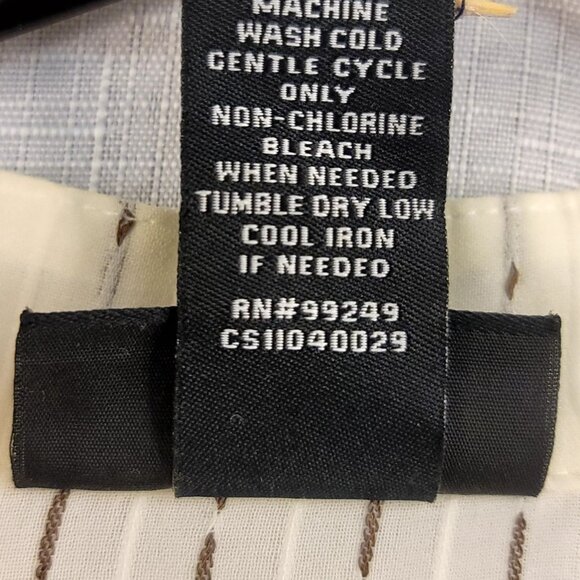 MACHINE
WASH COLD
GENTLE CYCLE
ONLY
NON-CHLORINE
BLEACH
WHEN NEEDED
TUMBLE DRY LOW
COOL IRON
IF NEEDED
RN#99249
CS11040029